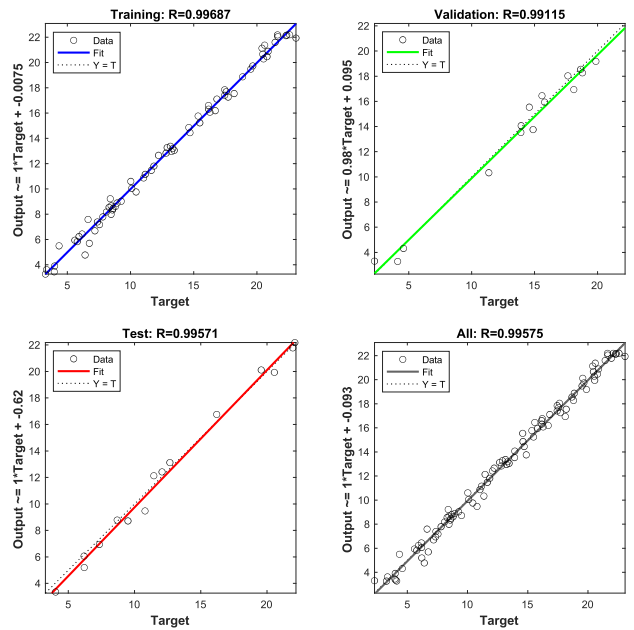 Training: R=0.99687
Output ~= 1*Target + -0.0075
22
20
18
16
14
12
10
8
6
4
Data
Fit
Y = T
5
10
15
20
Target
Validation: R=0.99115
Output ~= 0.98*Target + 0.095
22
20
18
16
14
12
10
8
6
4
Data
Fit
Y = T
5
10
15
20
Target
Test: R=0.99571
Output ~= 1*Target + -0.62
22
20
18
16
14
12
10
8
6
4
Data
Fit
Y = T
5
10
15
20
Target
All: R=0.99575
Output ~= 1*Target + -0.093
22
20
18
16
14
12
10
8
6
4
Data
Fit
Y = T
5
10
15
20
Target